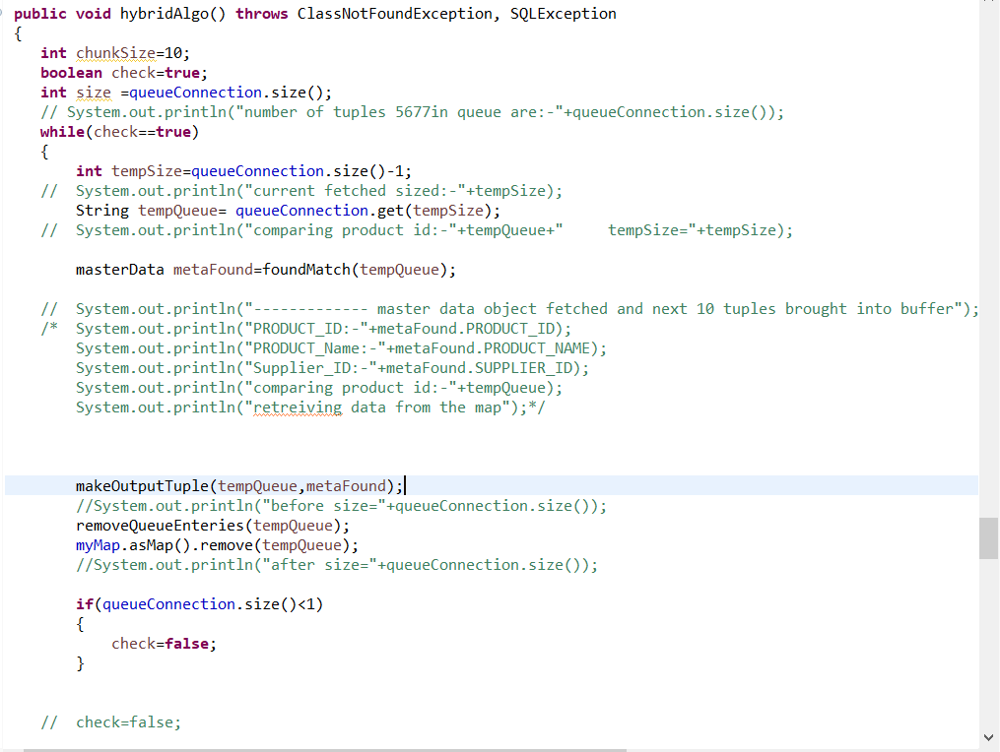 public void hybridAlgo() throws ClassNotFoundException, SQLException
{
int chunkSize=10;
boolean check=true;
int size =queueConnection.size();
// System.out.println("number of tuples 5677in queue are:-"+queueConnection.size());
while(check==true)
{
int tempSize=queueConnection.size()-1;
// System.out.println("current fetched sized:-"+tempSize);
String tempQueue= queueConnection.get(tempSize);
// System.out.println("comparing product id:-"+tempQueue+"     tempSize="+tempSize);
masterData metaFound=foundMatch(tempQueue);
// System.out.println("------------- master data object fetched and next 10 tuples brought into buffer");
/* System.out.println("PRODUCT_ID:-"+metaFound.PRODUCT_ID);
System.out.println("PRODUCT_Name:-"+metaFound.PRODUCT_NAME);
System.out.println("Supplier_ID:-"+metaFound.SUPPLIER_ID);
System.out.println("comparing product id:-"+tempQueue);
System.out.println("retreiving data from the map");*/
makeOutputTuple(tempQueue,metaFound);
//System.out.println("before size="+queueConnection.size());
removeQueueEnteries(tempQueue);
myMap.asMap().remove(tempQueue);
//System.out.println("after size="+queueConnection.size());
if(queueConnection.size()<1)
{
check=false;
}
// check=false;